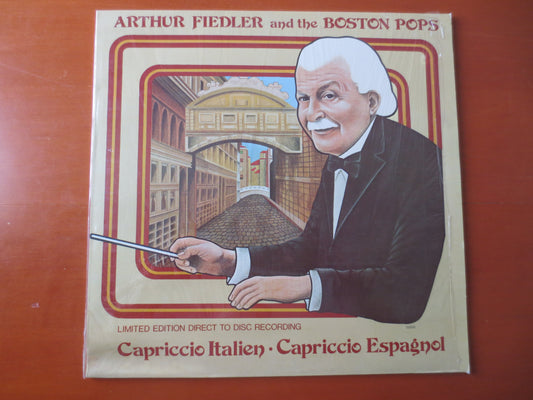 ARTHUR FIEDLER and the BOSTON POPS
LIMITED EDITION DIRECT TO DISC RECORDING
Capriccio Italien · Capriccio Espagnol